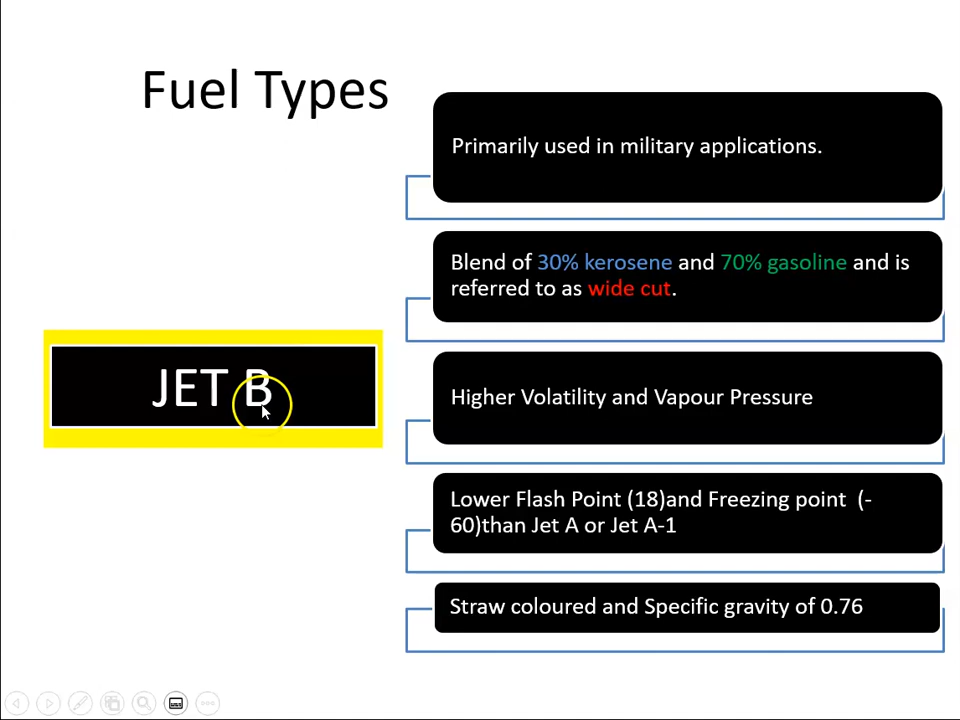 Fuel Types
JET B
Primarily used in military applications.
Blend of 30% kerosene and 70% gasoline and is
referred to as wide cut.
Higher Volatility and Vapour Pressure
Lower Flash Point (18)and Freezing point  (-
60)than Jet A or Jet A-1
Straw coloured and Specific gravity of 0.76